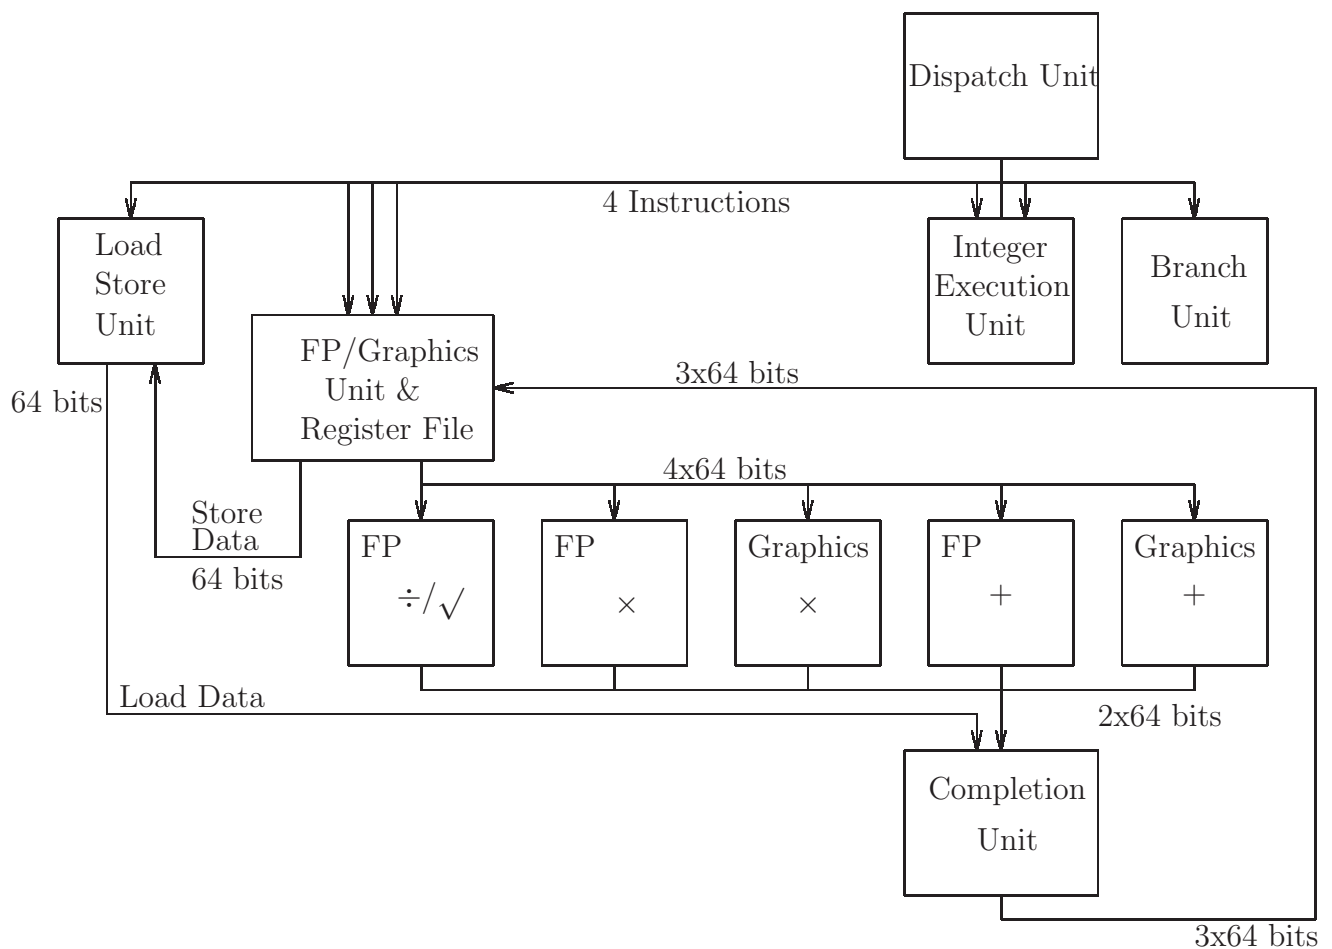 Dispatch Unit
4 Instructions
Load
Store
Unit
Integer
Execution
Unit
Branch
Unit
FP/Graphics
Unit &
Register File
3x64 bits
64 bits
4x64 bits
Store
Data
64 bits
FP
÷/√
FP
×
Graphics
×
FP
+
Graphics
+
Load Data
2x64 bits
Completion
Unit
3x64 bits